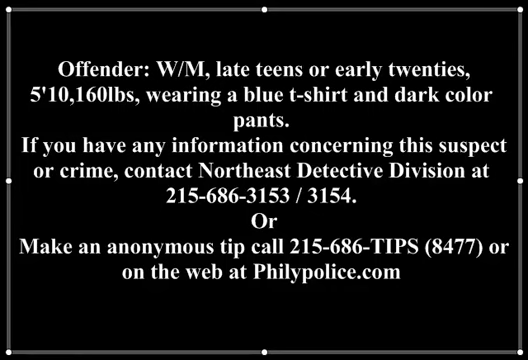 Offender: W/M, late teens or early twenties,
5'10,160lbs, wearing a blue t-shirt and dark color
pants.
If you have any information concerning this suspect
or crime, contact Northeast Detective Division at
215-686-3153 / 3154.
Or
Make an anonymous tip call 215-686-TIPS (8477) or
on the web at Philypolice.com